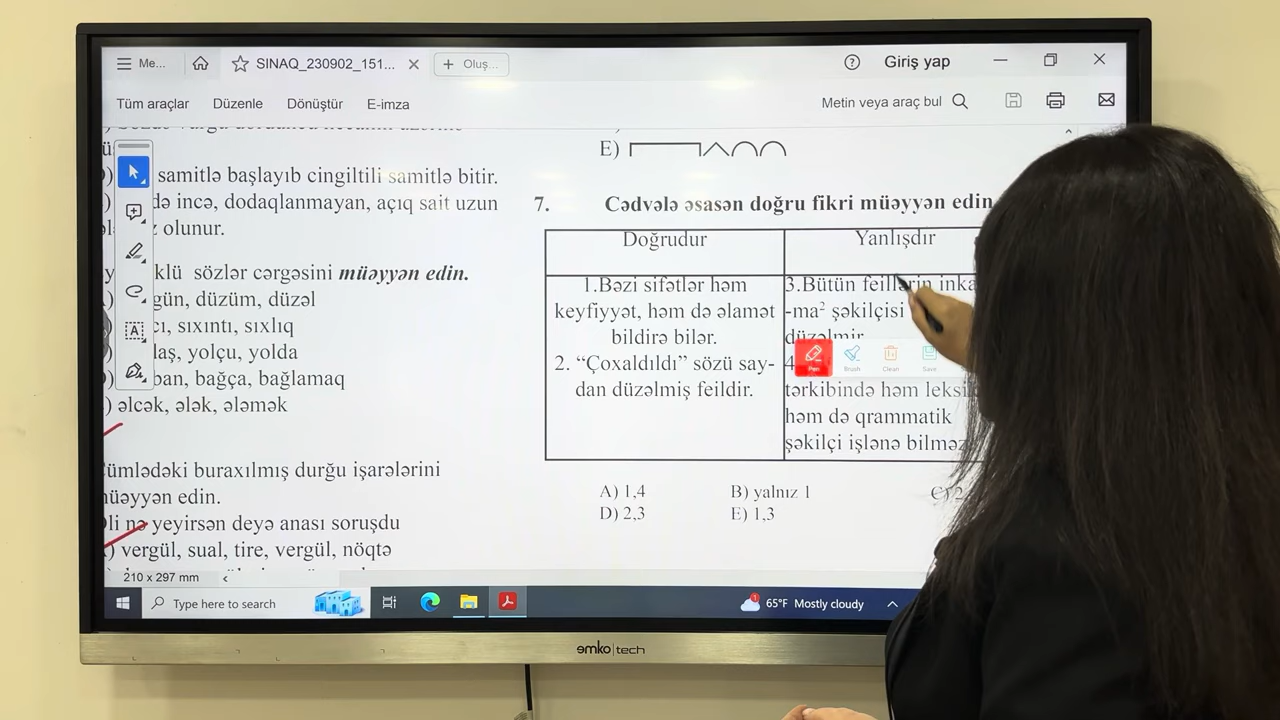 Me...
SINAQ_230902_151...
Oluş...
Giriş yap
Tüm araçlar
Düzenle
Dönüştür
E-imza
Metin veya araç bul
samitlə başlayıb cingiltili samitlə bitir.
incə, dodaqlanmayan, açıq sait uzun
olunur.
sözlər cərgəsini müəyyən edin.
gün, düzüm, düzəl
sıxıntı, sıxlıq
yolçu, yolda
bağça, bağlamaq
əlcək, ələk, ələmək
buraxılmış durğu işarələrini
edin.
nə yeyirsən deyə anası soruşdu
vergül, sual, tire, vergül, nöqtə
E)
7. Cədvələ əsasən doğru fikri müəyyən edin
Doğrudur
1.Bəzi sifətlər həm
keyfiyyət, həm də əlamət
bildirə bilər.
2. “Çoxaldıldı” sözü say-
dan düzəlmiş feildir.
Yanlışdır
3.Bütün feillərin
-ma² şəkilçisi
düzəlmir
tərkibində həm
həm də qrammatik
şəkilçi işlənə bilməz
A) 1,4
B) yalnız 1
D) 2,3
E) 1,3
Pen
Brush
Clean
Save
210 x 297 mm
Type here to search
65°F Mostly cloudy
emko | tech